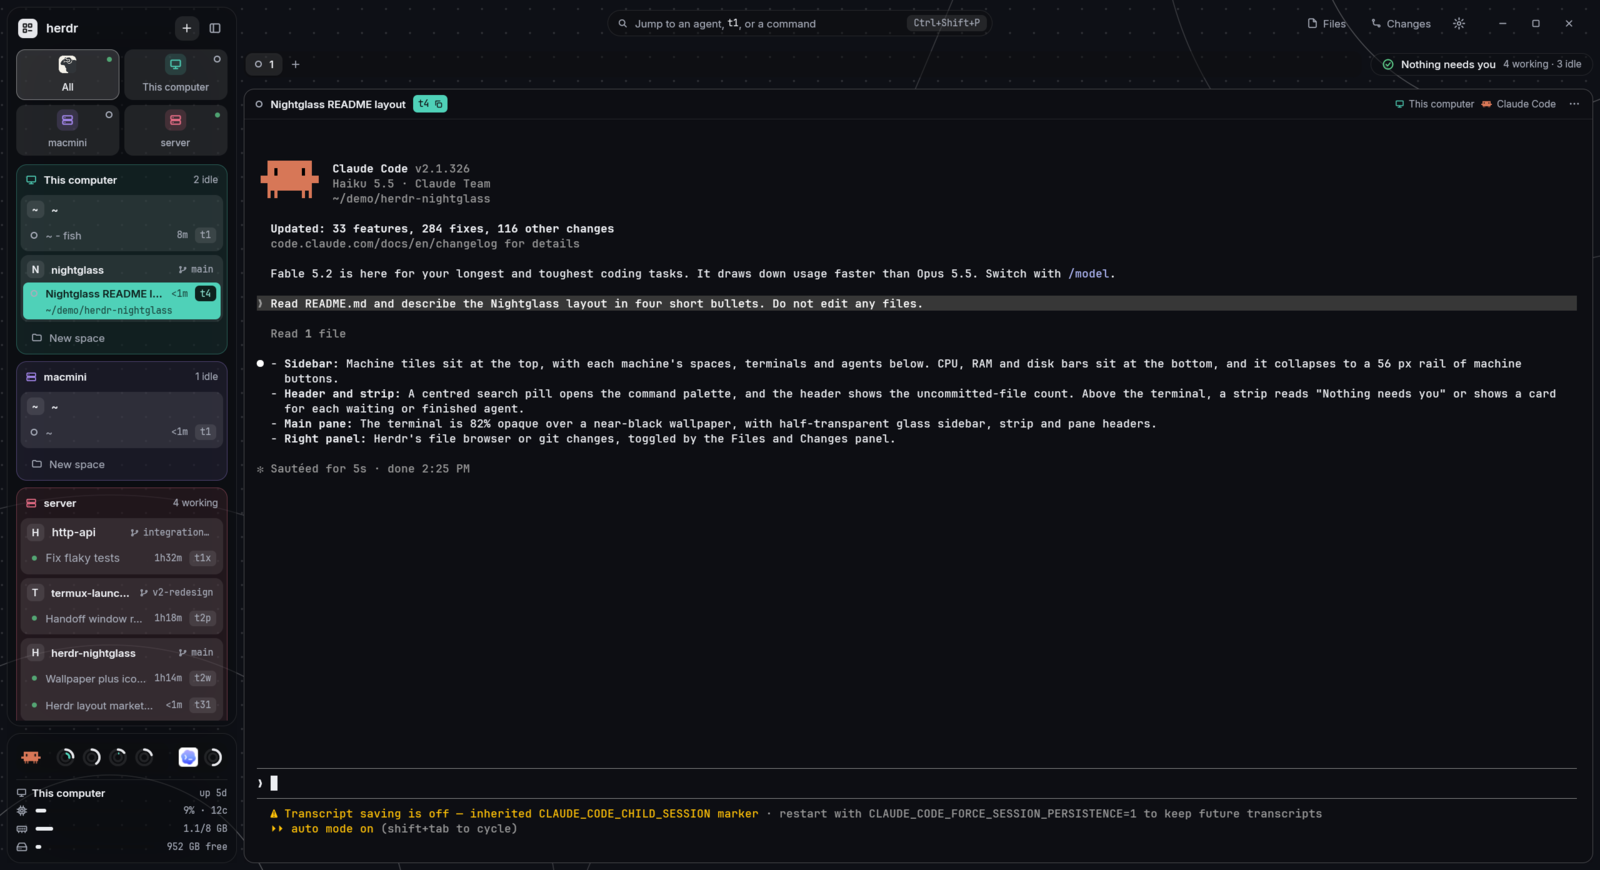 herdr
Jump to an agent, t1, or a command
Ctrl+Shift+P
Files
Changes
All
This computer
macmini
server
1
Nothing needs you 4 working · 3 idle
This computer 2 idle
~ ~
~ - fish 8m t1
N nightglass main
Nightglass README l... <1m t4
~/demo/herdr-nightglass
New space
macmini 1 idle
~ ~
~ <1m t1
New space
server 4 working
H http-api integration…
Fix flaky tests 1h32m t1x
T termux-launc... v2-redesign
Handoff window r... 1h18m t2p
H herdr-nightglass main
Wallpaper plus ico... 1h14m t2w
Herdr layout market... <1m t31
This computer up 5d
9% · 12c
1.1/8 GB
952 GB free
Nightglass README layout t4
This computer Claude Code
Claude Code v2.1.326
Haiku 5.5 · Claude Team
~/demo/herdr-nightglass
Updated: 33 features, 284 fixes, 116 other changes
code.claude.com/docs/en/changelog for details
Fable 5.2 is here for your longest and toughest coding tasks. It draws down usage faster than Opus 5.5. Switch with /model.
❯ Read README.md and describe the Nightglass layout in four short bullets. Do not edit any files.
Read 1 file
● - Sidebar: Machine tiles sit at the top, with each machine's spaces, terminals and agents below. CPU, RAM and disk bars sit at the bottom, and it collapses to a 56 px rail of machine
buttons.
- Header and strip: A centred search pill opens the command palette, and the header shows the uncommitted-file count. Above the terminal, a strip reads "Nothing needs you" or shows a card
for each waiting or finished agent.
- Main pane: The terminal is 82% opaque over a near-black wallpaper, with half-transparent glass sidebar, strip and pane headers.
- Right panel: Herdr's file browser or git changes, toggled by the Files and Changes panel.
✻ Sautéed for 5s · done 2:25 PM
❯
⚠ Transcript saving is off — inherited CLAUDE_CODE_CHILD_SESSION marker · restart with CLAUDE_CODE_FORCE_SESSION_PERSISTENCE=1 to keep future transcripts
⏵⏵ auto mode on (shift+tab to cycle)